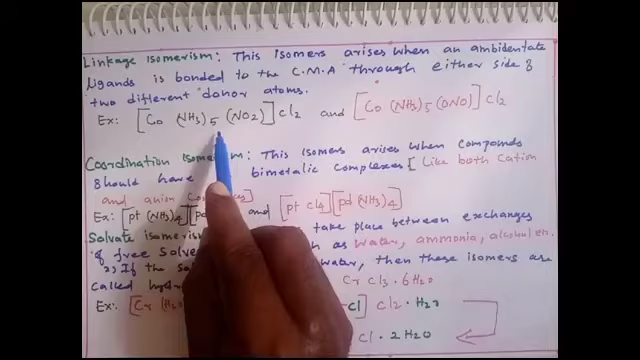 Linkage Isomerism: This isomers arises when an ambidentate
Ligands is bonded to the C.M.A through either side of
two different donor atoms.
Ex: [Co (NH3)5 (NO2)] Cl2 and [Co (NH3)5 (ONO)] Cl2
Coordination Isomerism: This isomers arises when Compounds
Should have bimetalic complexes [Like both Cation
and anion
Ex: [pt (NH3)4] [pd and [pt Cl4] [pd (NH3)4]
Solvate isomerism take place between exchanges
of free Solve as Water, ammonia, alcohol etc.
2) If the water, then these isomers are
called Cr Cl3 . 6H2O
Ex: [Cr (H2O Cl] Cl2 . H2O
Cl . 2H2O